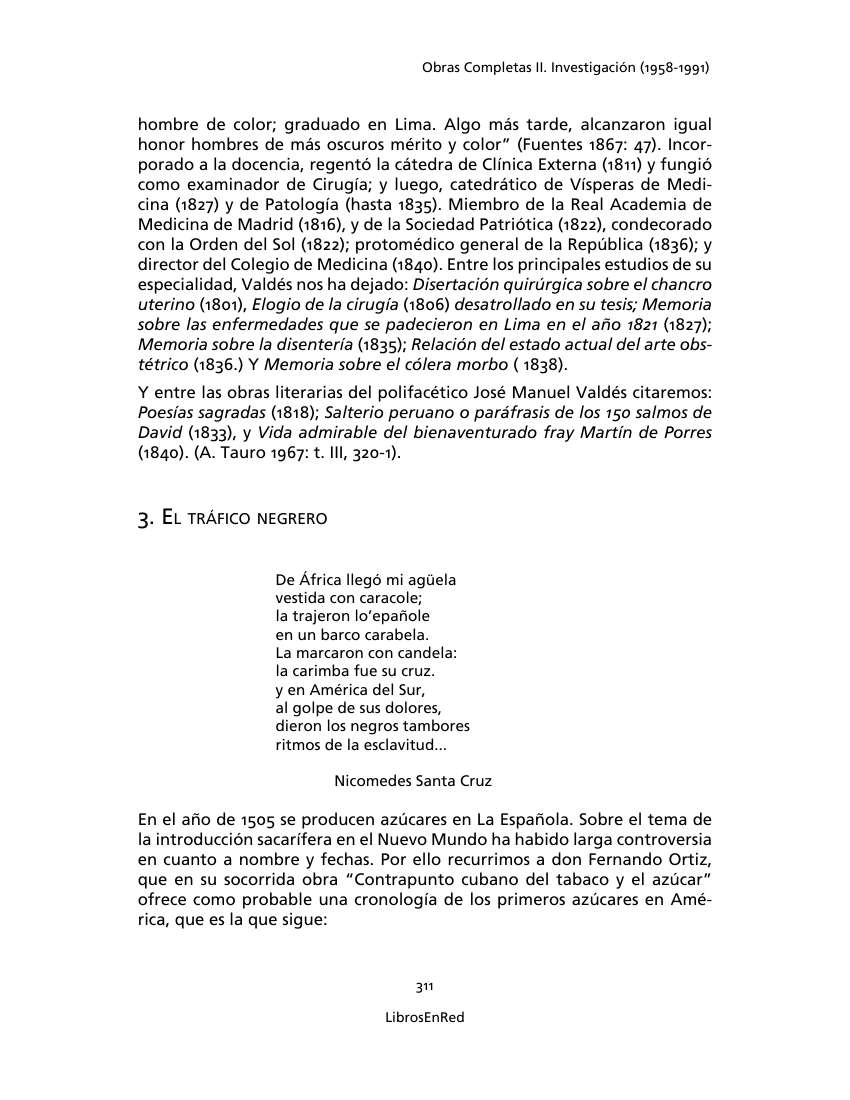 Obras Completas II. Investigación (1958-1991)
hombre de color; graduado en Lima. Algo más tarde, alcanzaron igual
honor hombres de más oscuros mérito y color” (Fuentes 1867: 47). Incor-
porado a la docencia, regentó la cátedra de Clínica Externa (1811) y fungió
como examinador de Cirugía; y luego, catedrático de Vísperas de Medi-
cina (1827) y de Patología (hasta 1835). Miembro de la Real Academia de
Medicina de Madrid (1816), y de la Sociedad Patriótica (1822), condecorado
con la Orden del Sol (1822); protomédico general de la República (1836); y
director del Colegio de Medicina (1840). Entre los principales estudios de su
especialidad, Valdés nos ha dejado: Disertación quirúrgica sobre el chancro
uterino (1801), Elogio de la cirugía (1806) desatrollado en su tesis; Memoria
sobre las enfermedades que se padecieron en Lima en el año 1821 (1827);
Memoria sobre la disentería (1835); Relación del estado actual del arte obs-
tétrico (1836.) Y Memoria sobre el cólera morbo ( 1838).
Y entre las obras literarias del polifacético José Manuel Valdés citaremos:
Poesías sagradas (1818); Salterio peruano o paráfrasis de los 150 salmos de
David (1833), y Vida admirable del bienaventurado fray Martín de Porres
(1840). (A. Tauro 1967: t. III, 320-1).
3. El tráfico negrero
De África llegó mi agüela
vestida con caracole;
la trajeron lo’epañole
en un barco carabela.
La marcaron con candela:
la carimba fue su cruz.
y en América del Sur,
al golpe de sus dolores,
dieron los negros tambores
ritmos de la esclavitud...
Nicomedes Santa Cruz
En el año de 1505 se producen azúcares en La Española. Sobre el tema de
la introducción sacarífera en el Nuevo Mundo ha habido larga controversia
en cuanto a nombre y fechas. Por ello recurrimos a don Fernando Ortiz,
que en su socorrida obra “Contrapunto cubano del tabaco y el azúcar”
ofrece como probable una cronología de los primeros azúcares en Amé-
rica, que es la que sigue:
311
LibrosEnRed